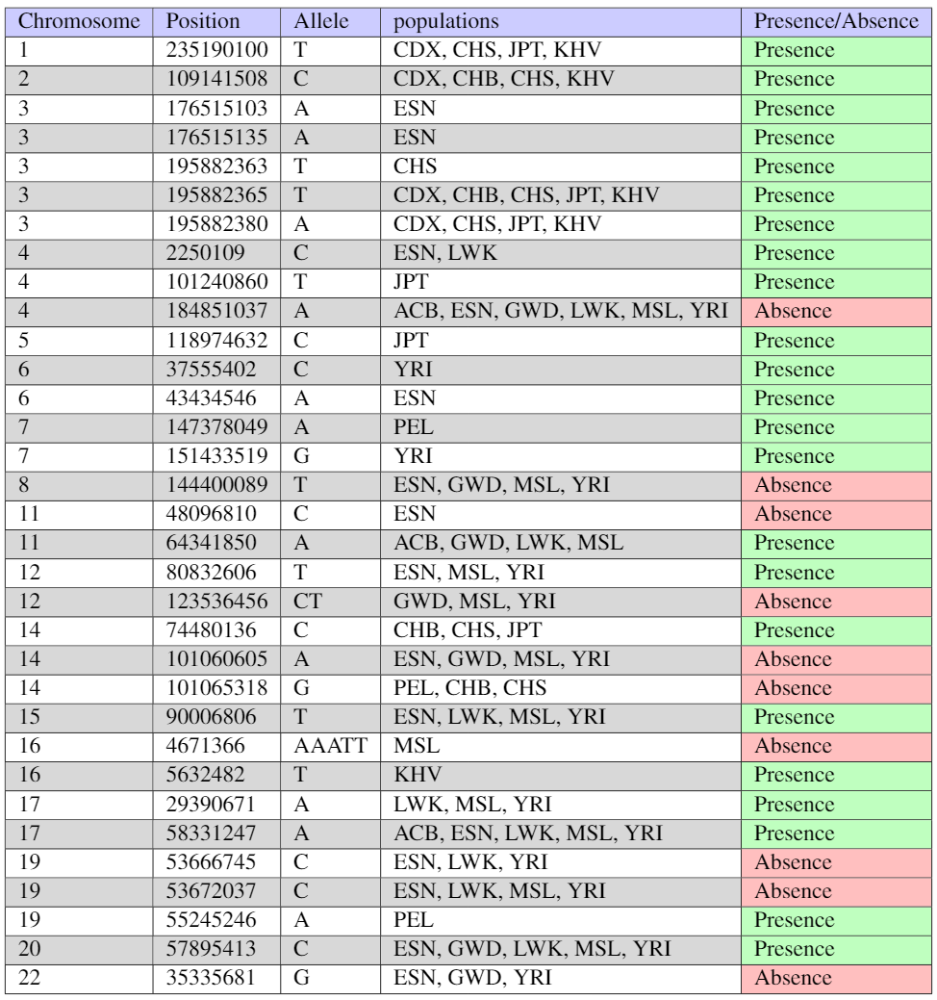 Chromosome Position Allele populations Presence/Absence
1 235190100 T CDX, CHS, JPT, KHV Presence
2 109141508 C CDX, CHB, CHS, KHV Presence
3 176515103 A ESN Presence
3 176515135 A ESN Presence
3 195882363 T CHS Presence
3 195882365 T CDX, CHB, CHS, JPT, KHV Presence
3 195882380 A CDX, CHS, JPT, KHV Presence
4 2250109 C ESN, LWK Presence
4 101240860 T JPT Presence
4 184851037 A ACB, ESN, GWD, LWK, MSL, YRI Absence
5 118974632 C JPT Presence
6 37555402 C YRI Presence
6 43434546 A ESN Presence
7 147378049 A PEL Presence
7 151433519 G YRI Presence
8 144400089 T ESN, GWD, MSL, YRI Absence
11 48096810 C ESN Absence
11 64341850 A ACB, GWD, LWK, MSL Presence
12 80832606 T ESN, MSL, YRI Presence
12 123536456 CT GWD, MSL, YRI Absence
14 74480136 C CHB, CHS, JPT Presence
14 101060605 A ESN, GWD, MSL, YRI Absence
14 101065318 G PEL, CHB, CHS Absence
15 90006806 T ESN, LWK, MSL, YRI Presence
16 4671366 AAATT MSL Absence
16 5632482 T KHV Presence
17 29390671 A LWK, MSL, YRI Presence
17 58331247 A ACB, ESN, LWK, MSL, YRI Presence
19 53666745 C ESN, LWK, YRI Absence
19 53672037 C ESN, LWK, MSL, YRI Absence
19 55245246 A PEL Presence
20 57895413 C ESN, GWD, LWK, MSL, YRI Presence
22 35335681 G ESN, GWD, YRI Absence